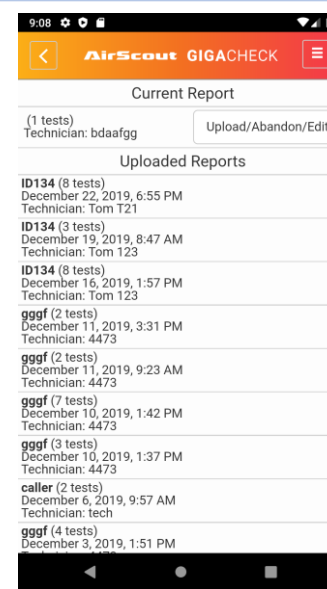 9:08
AirScout GIGACHECK
Current Report
(1 tests)
Technician: bdaafgg
Upload/Abandon/Edit
Uploaded Reports
ID134 (8 tests)
December 22, 2019, 6:55 PM
Technician: Tom T21
ID134 (3 tests)
December 19, 2019, 8:47 AM
Technician: Tom 123
ID134 (8 tests)
December 16, 2019, 1:57 PM
Technician: Tom 123
gggf (2 tests)
December 11, 2019, 3:31 PM
Technician: 4473
gggf (2 tests)
December 11, 2019, 9:23 AM
Technician: 4473
gggf (7 tests)
December 10, 2019, 1:42 PM
Technician: 4473
gggf (3 tests)
December 10, 2019, 1:37 PM
Technician: 4473
caller (2 tests)
December 6, 2019, 9:57 AM
Technician: tech
gggf (4 tests)
December 3, 2019, 1:51 PM